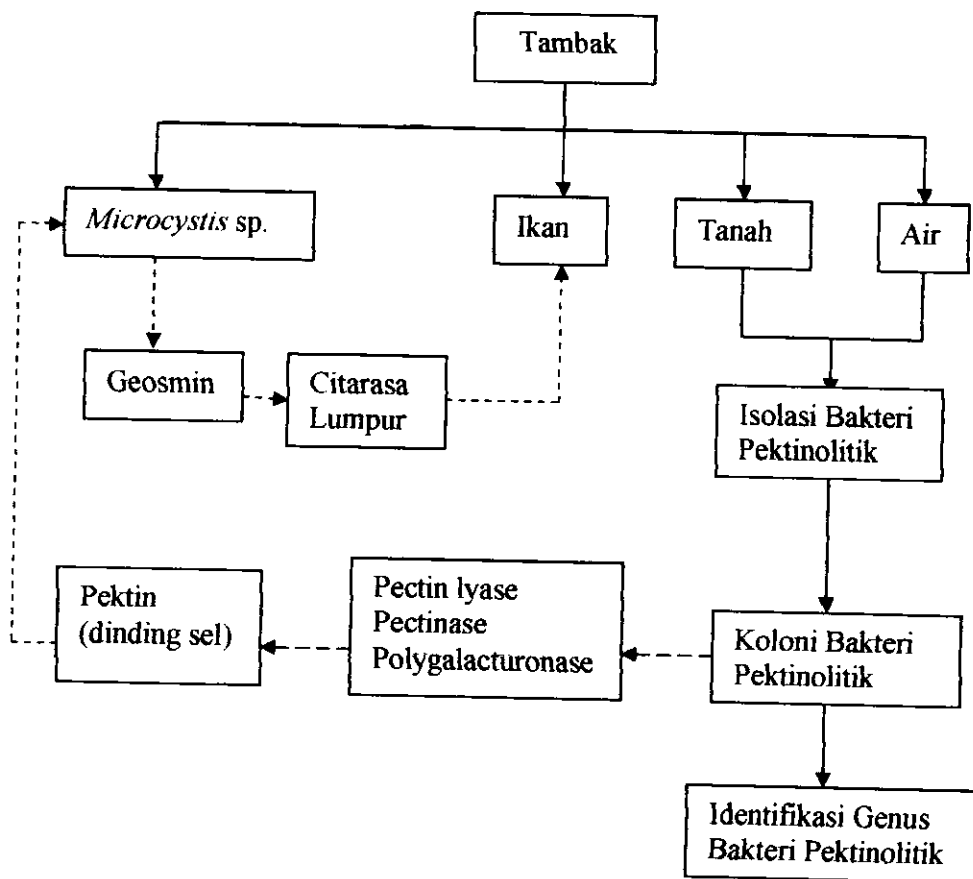 Tambak
Microcystis sp.
Ikan
Tanah
Air
Geosmin
Citarasa
Lumpur
Isolasi Bakteri
Pektinolitik
Pektin
(dinding sel)
Pectin lyase
Pectinase
Polygalacturonase
Koloni Bakteri
Pektinolitik
Identifikasi Genus
Bakteri Pektinolitik